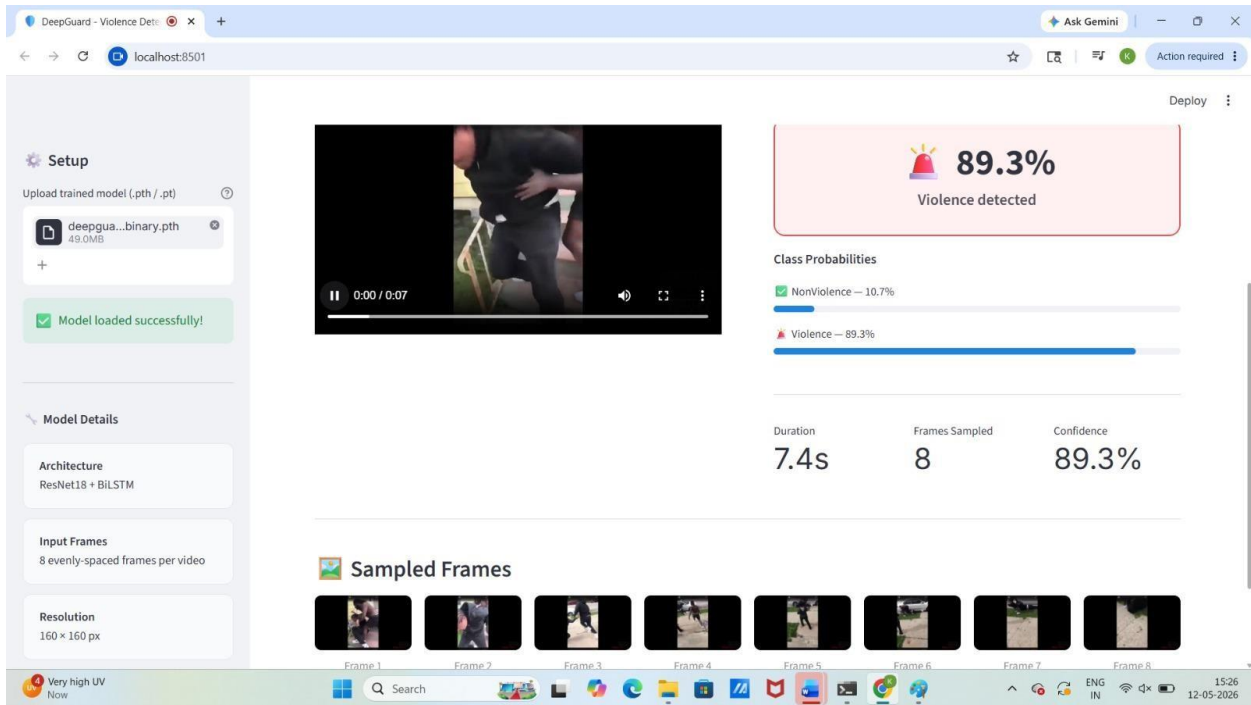 DeepGuard - Violence Dete
Ask Gemini
localhost:8501
K
Action required
Deploy
Setup
Upload trained model (.pth / .pt)
deepgua...binary.pth
49.0MB
Model loaded successfully!
Model Details
Architecture
ResNet18 + BiLSTM
Input Frames
8 evenly-spaced frames per video
Resolution
160 × 160 px
0:00 / 0:07
89.3%
Violence detected
Class Probabilities
NonViolence — 10.7%
Violence — 89.3%
Duration
Frames Sampled
Confidence
7.4s
8
89.3%
Sampled Frames
Frame 1
Frame 2
Frame 3
Frame 4
Frame 5
Frame 6
Frame 7
Frame 8
4
Very high UV
Now
Search
ENG
IN
15:26
12-05-2026